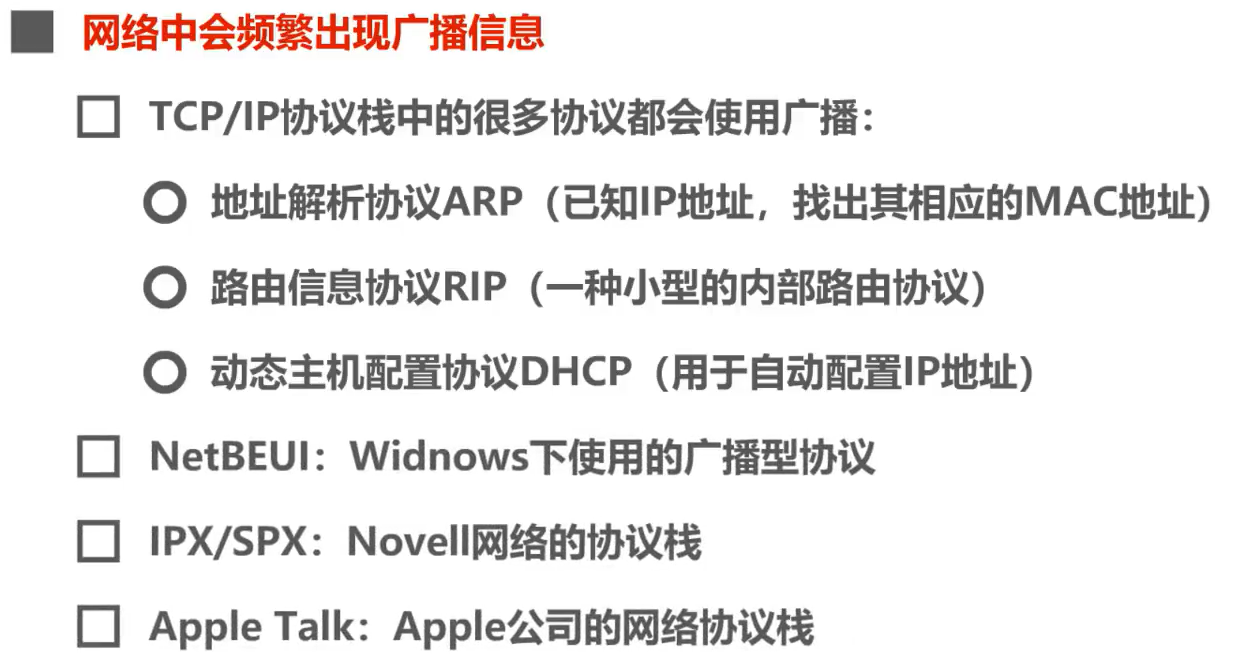 网络中会频繁出现广播信息
TCP/IP协议栈中的很多协议都会使用广播：
地址解析协议ARP（已知IP地址，找出其相应的MAC地址）
路由信息协议RIP（一种小型的内部路由协议）
动态主机配置协议DHCP（用于自动配置IP地址）
NetBEUI：Widnows下使用的广播型协议
IPX/SPX：Novell网络的协议栈
Apple Talk：Apple公司的网络协议栈